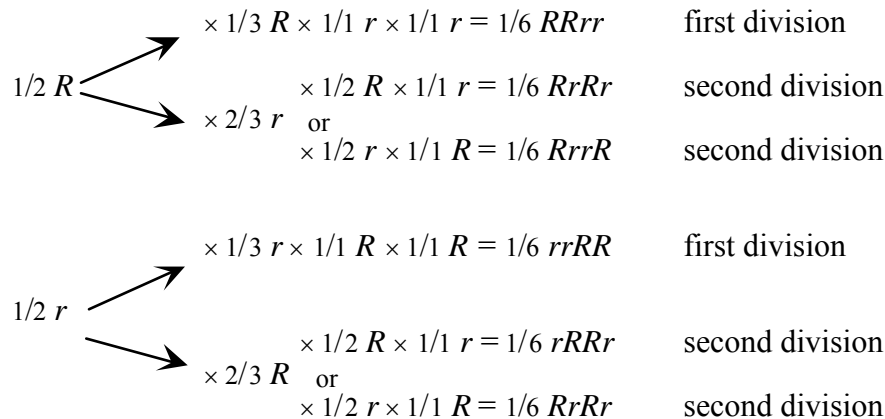 × 1/3 R × 1/1 r × 1/1 r = 1/6 RRrr first division
1/2 R
× 1/2 R × 1/1 r = 1/6 RrRr second division
× 2/3 r or
× 1/2 r × 1/1 R = 1/6 RrrR second division
× 1/3 r × 1/1 R × 1/1 R = 1/6 rrRR first division
1/2 r
× 1/2 R × 1/1 r = 1/6 rRRr second division
× 2/3 R or
× 1/2 r × 1/1 R = 1/6 RrRr second division